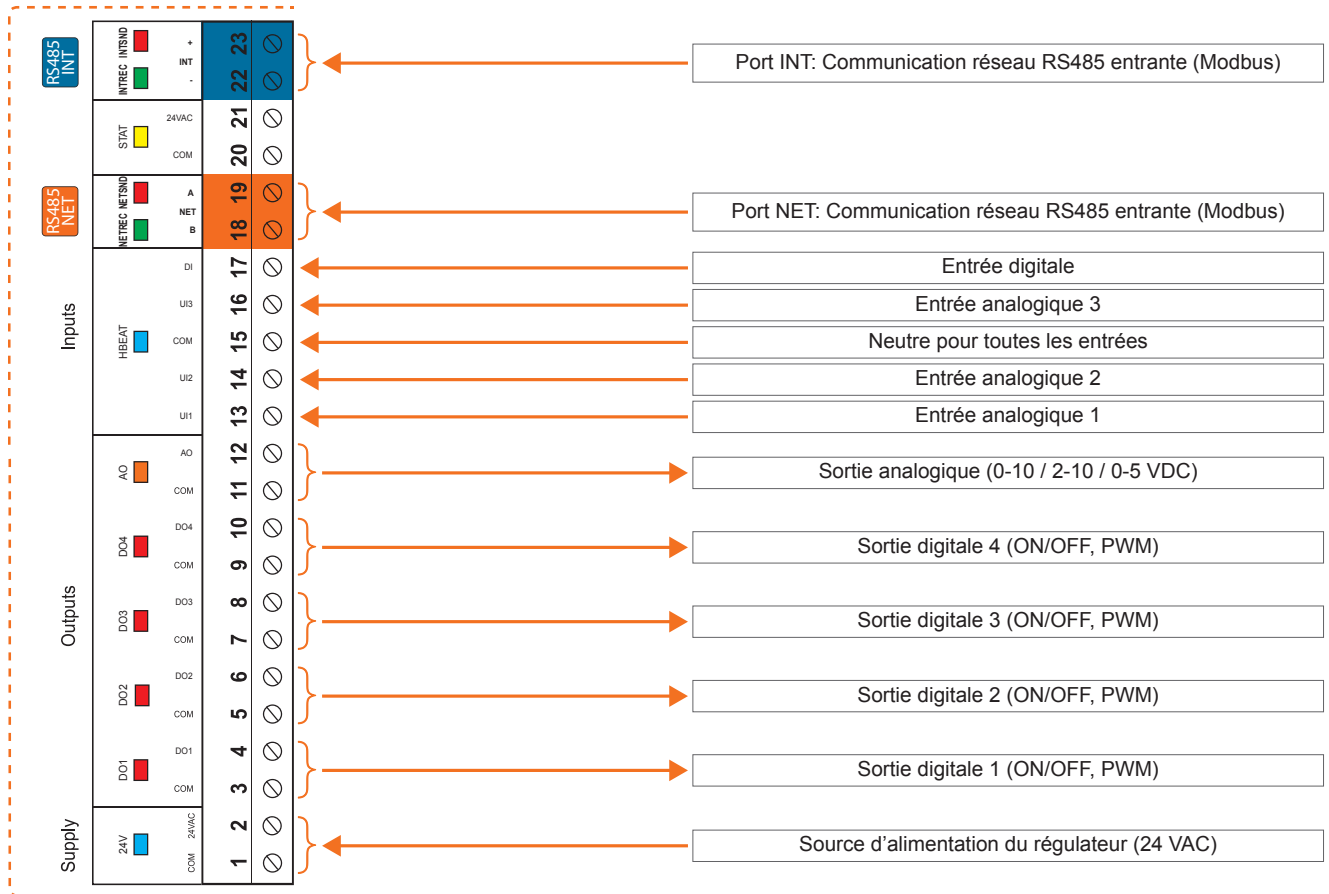 RS485
INT
INTREC INTSND
+
INT
-
23
22
Port INT: Communication réseau RS485 entrante (Modbus)
STAT
24VAC
COM
21
20
RS485
NET
NETREC NETSND
A
NET
B
19
18
Port NET: Communication réseau RS485 entrante (Modbus)
Inputs
HBEAT
DI
17
Entrée digitale
UI3
16
Entrée analogique 3
COM
15
Neutre pour toutes les entrées
UI2
14
Entrée analogique 2
UI1
13
Entrée analogique 1
Outputs
AO
AO
COM
12
11
Sortie analogique (0-10 / 2-10 / 0-5 VDC)
DO4
DO4
COM
10
9
Sortie digitale 4 (ON/OFF, PWM)
DO3
DO3
COM
8
7
Sortie digitale 3 (ON/OFF, PWM)
DO2
DO2
COM
6
5
Sortie digitale 2 (ON/OFF, PWM)
DO1
DO1
COM
4
3
Sortie digitale 1 (ON/OFF, PWM)
Supply
24V
COM 24VAC
2
1
Source d’alimentation du régulateur (24 VAC)